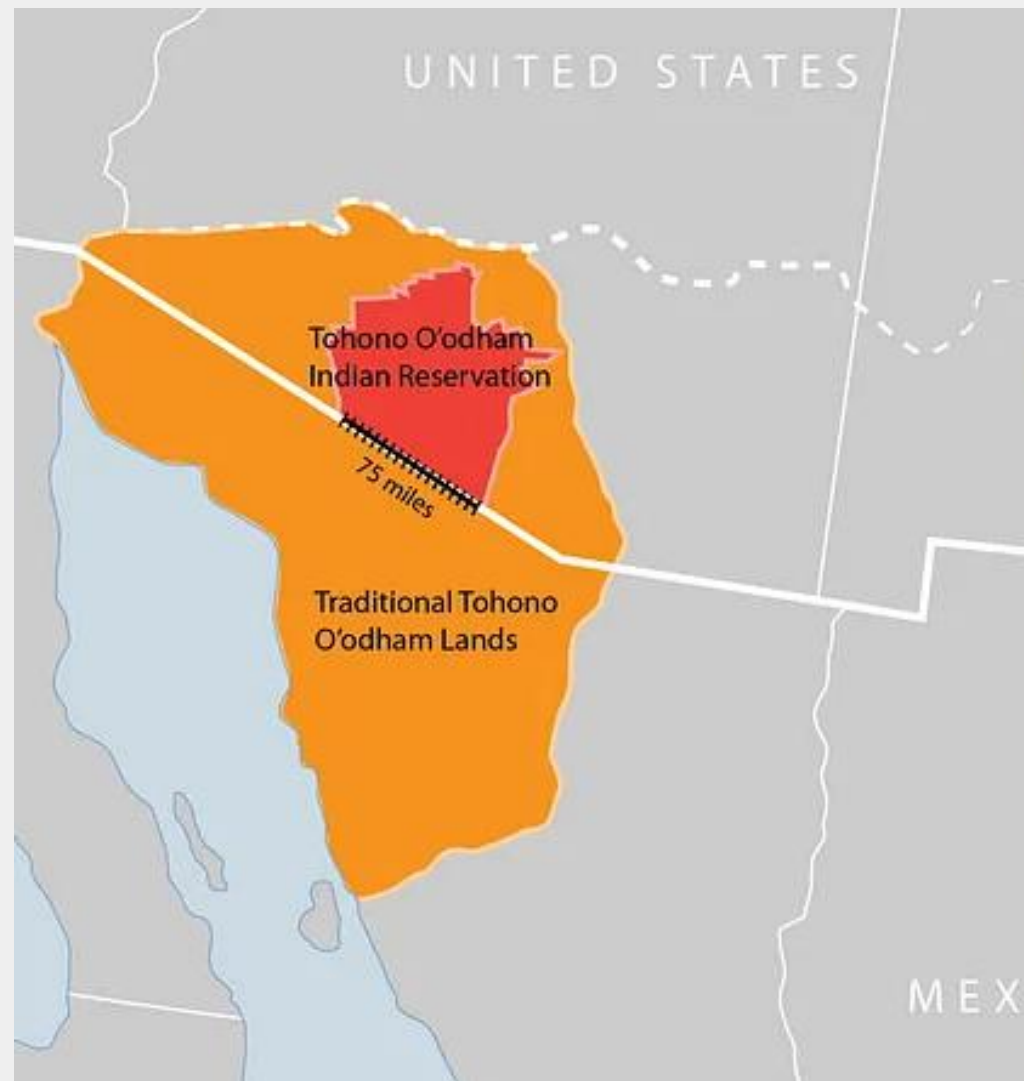 UNITED STATES
Tohono O'odham
Indian Reservation
75 miles
Traditional Tohono
O'odham Lands
MEX